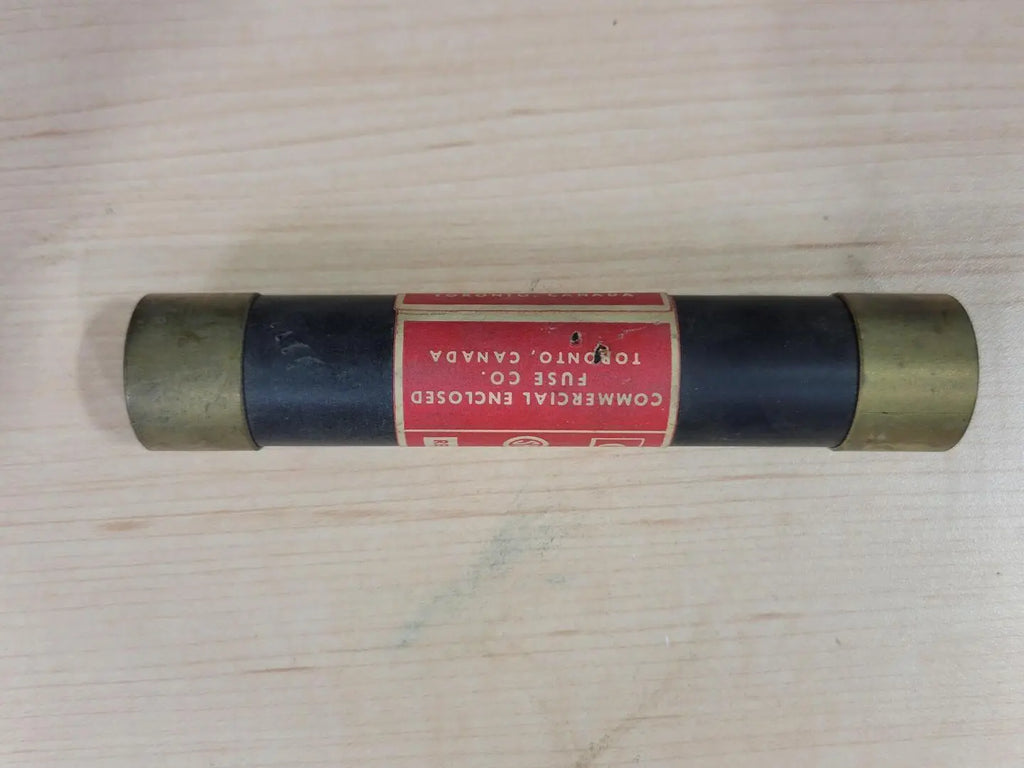 COMMERCIAL ENCLOSED
FUSE CO.
TORONTO, CANADA
TORONTO, CANADA